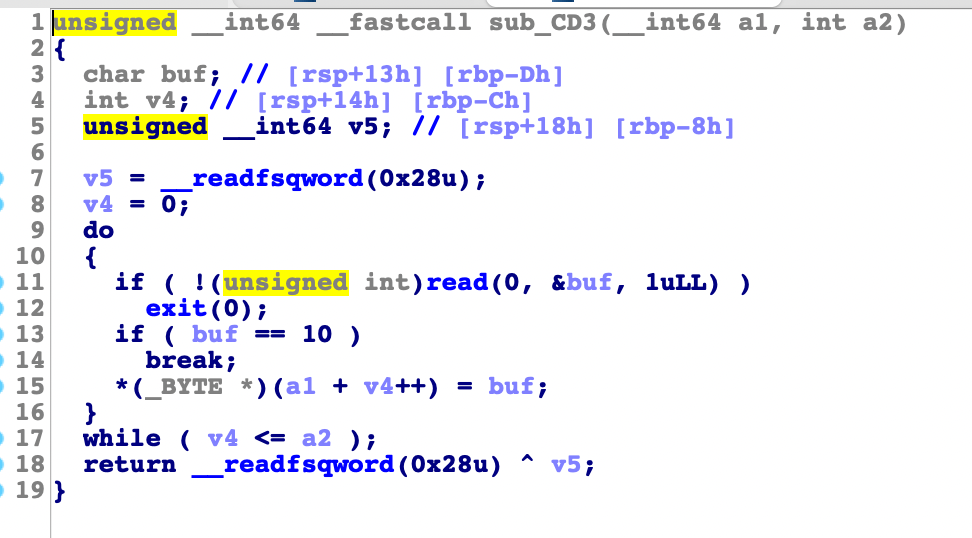 1 unsigned __int64 __fastcall sub_CD3(__int64 a1, int a2)
2 {
3 char buf; // [rsp+13h] [rbp-Dh]
4 int v4; // [rsp+14h] [rbp-Ch]
5 unsigned __int64 v5; // [rsp+18h] [rbp-8h]
6
7 v5 = __readfsqword(0x28u);
8 v4 = 0;
9 do
10 {
11 if ( !(unsigned int)read(0, &buf, 1uLL) )
12 exit(0);
13 if ( buf == 10 )
14 break;
15 *(_BYTE *)(a1 + v4++) = buf;
16 }
17 while ( v4 <= a2 );
18 return __readfsqword(0x28u) ^ v5;
19 }